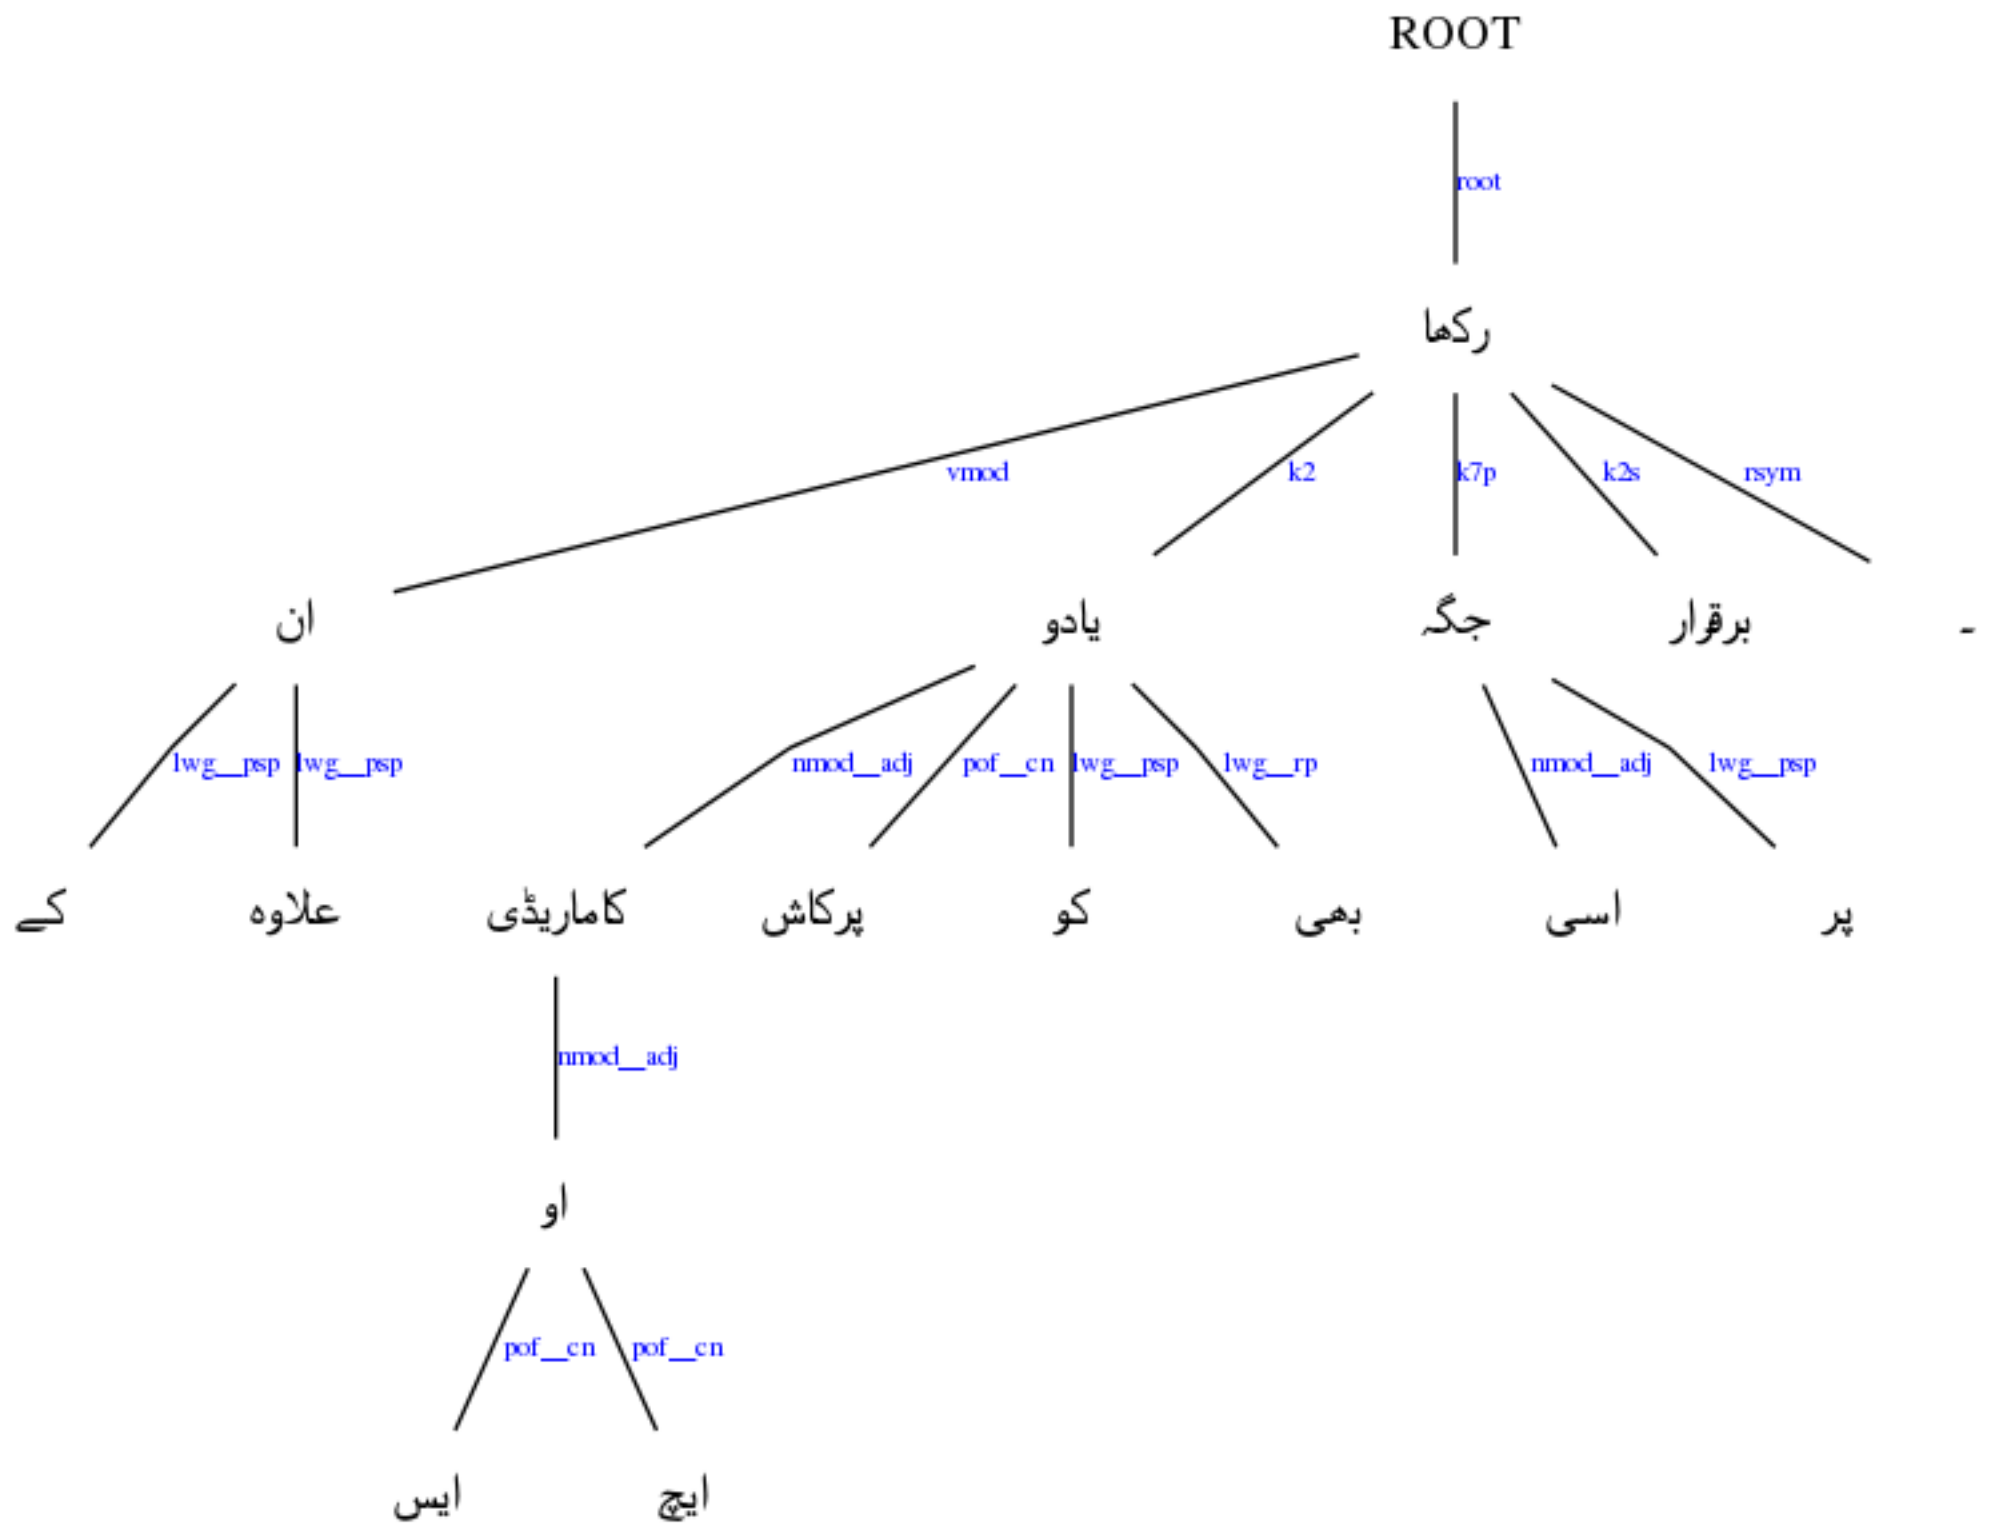 ROOT
root
رکھا
vmod k2 k7p k2s rsym
ان یادو جگہ برقرار ۔
lwg__psp lwg__psp nmod__adj pof__cn lwg__psp lwg__rp nmod__adj lwg__psp
کے علاوہ کاماریڈی پرکاش کو بھی اسی پر
nmod__adj
او
pof__cn pof__cn
ایس ایچ